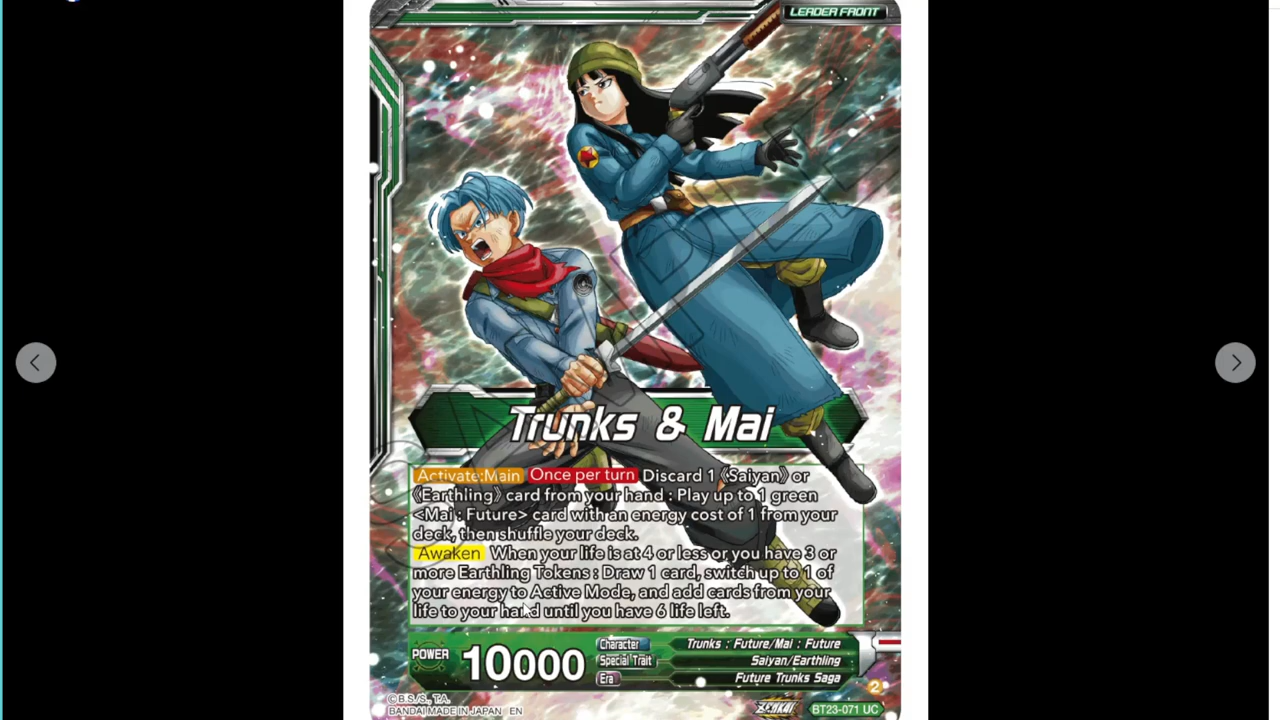 LEADER FRONT
Trunks & Mai
Activate:Main Once per turn Discard 1 《Saiyan》 or
《Earthling》 card from your hand : Play up to 1 green
<Mai : Future> card with an energy cost of 1 from your
deck, then shuffle your deck.
Awaken When your life is at 4 or less or you have 3 or
more Earthling Tokens : Draw 1 card, switch up to 1 of
your energy to Active Mode, and add cards from your
life to your hand until you have 6 life left.
POWER 10000
Character Trunks : Future/Mai : Future
Special Trait Saiyan/Earthling
Era Future Trunks Saga
2
©B.S./S., T.A.
BANDAI MADE IN JAPAN EN
ZENKAI BT23-071 UC